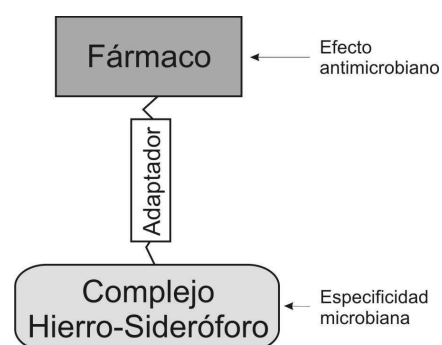 Fármaco
Efecto
antimicrobiano
Adaptador
Complejo
Hierro-Sideróforo
Especificidad
microbiana